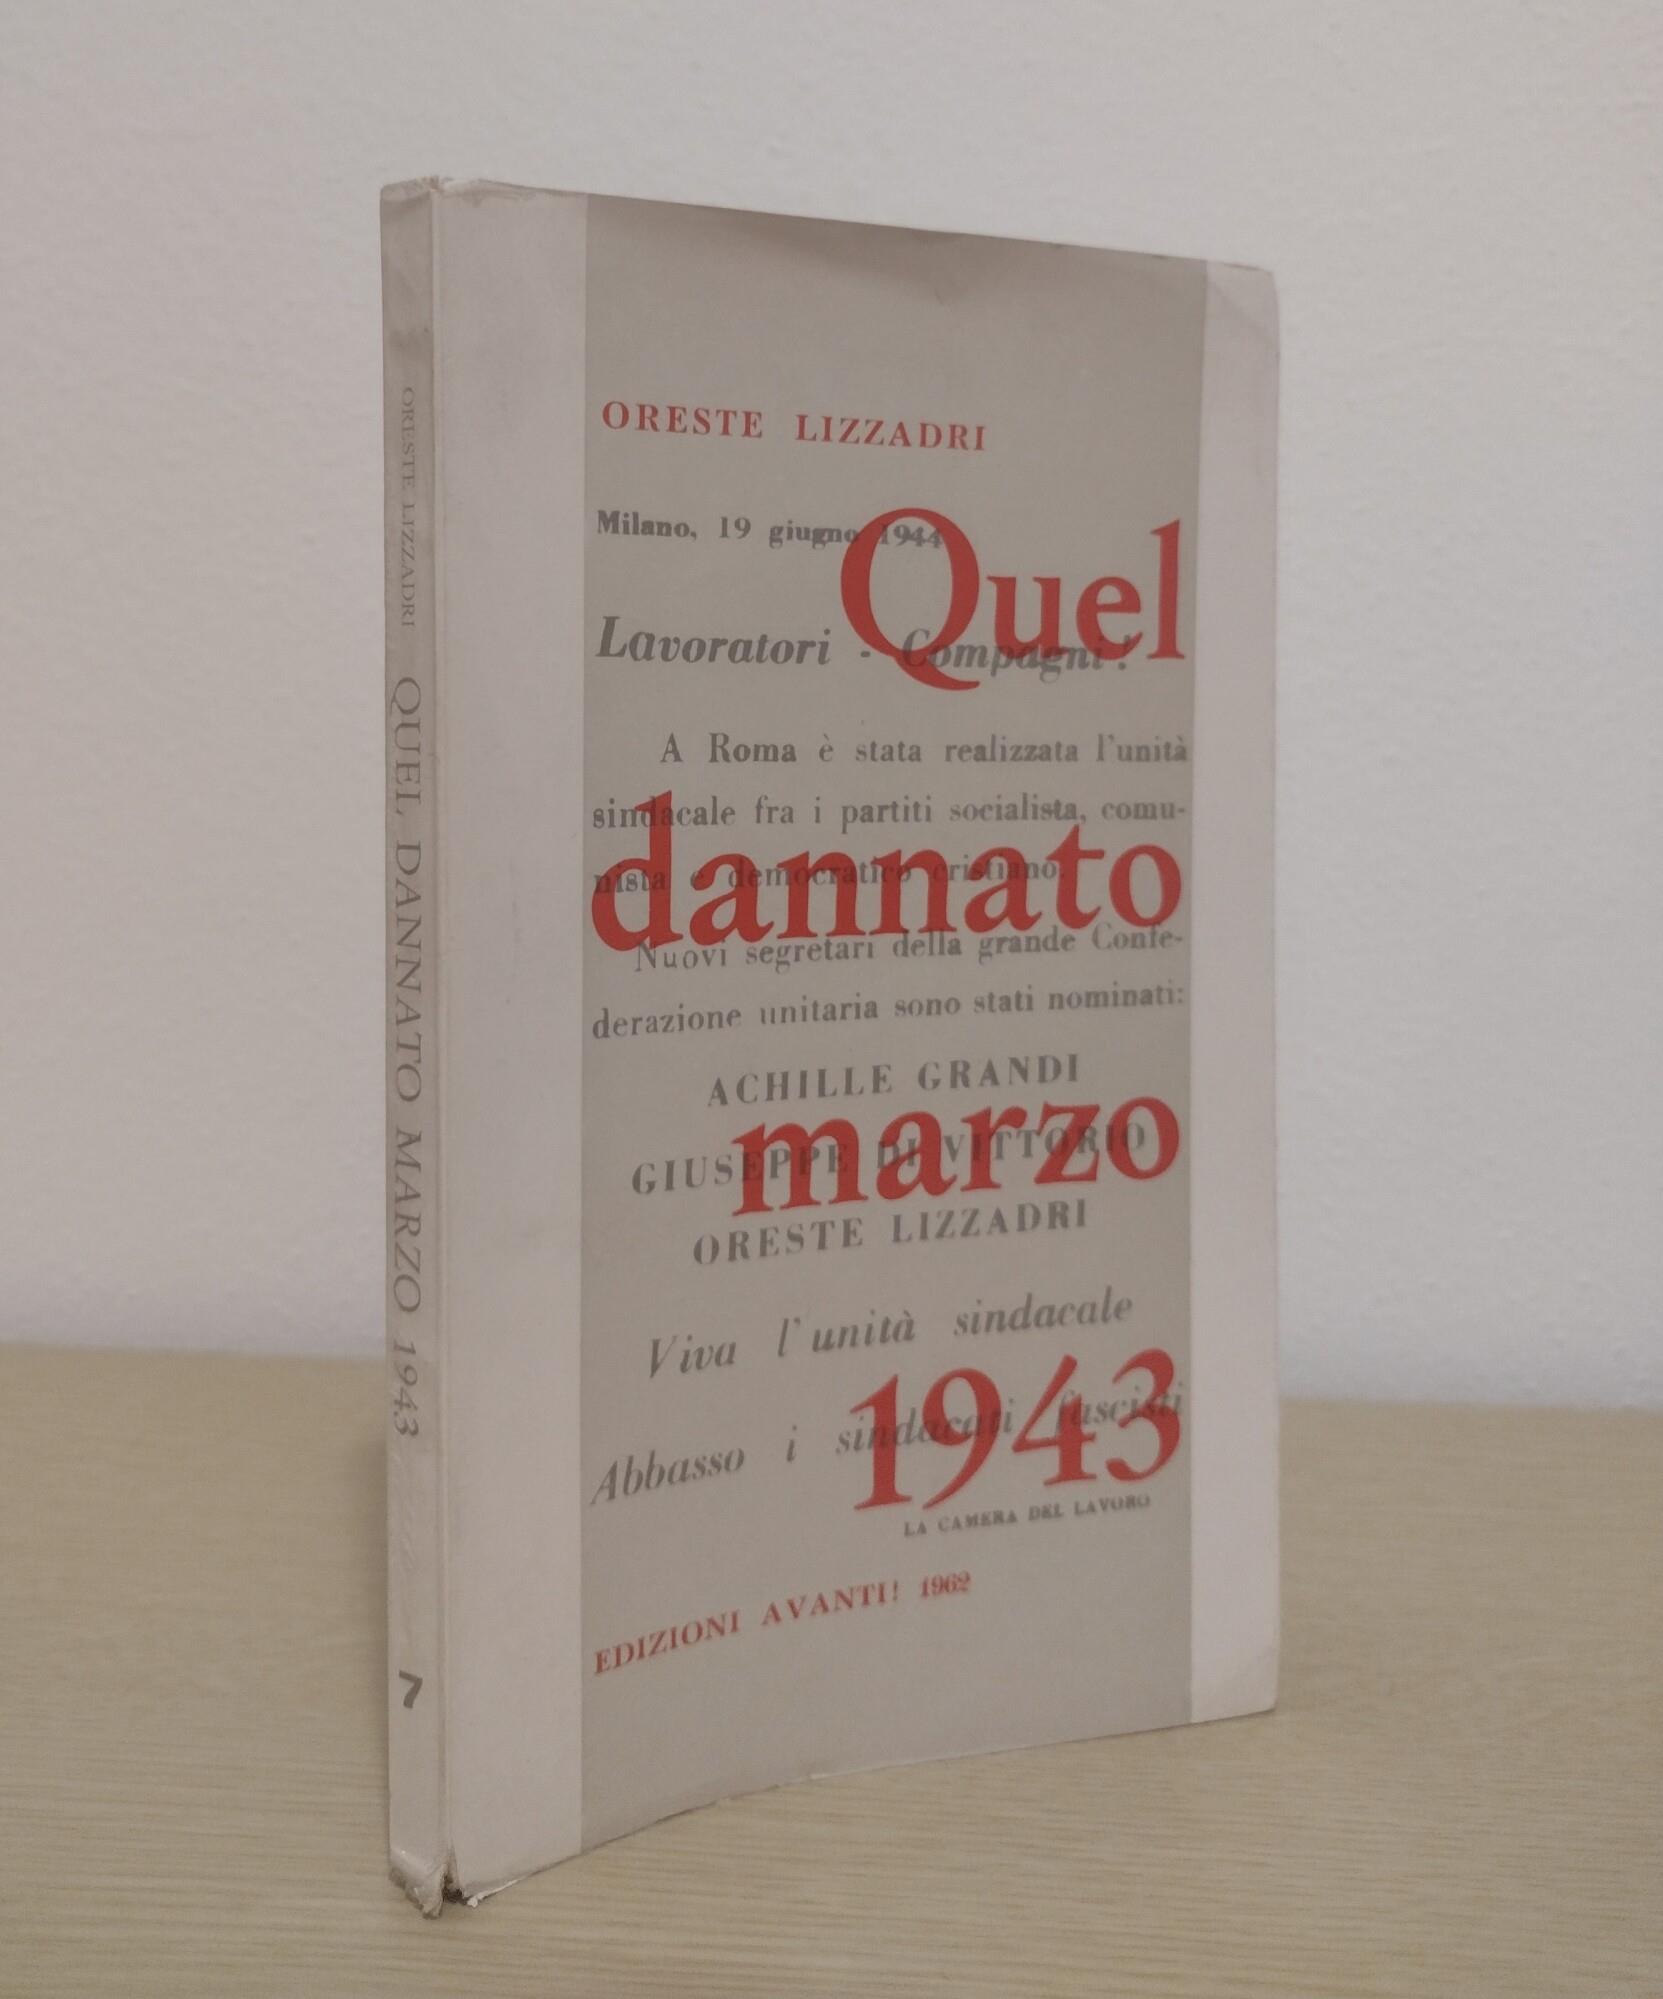 ORESTE LIZZADRI QUEL DANNATO MARZO 1943 7
ORESTE LIZZADRI
Milano, 19 giugno 1944
Quel
Lavoratori - Compagni!
A Roma è stata realizzata l'unità
sindacale fra i partiti socialista, comu-
dannato
nista e democratico cristiano.
Nuovi segretari della grande Confe-
derazione unitaria sono stati nominati:
ACHILLE GRANDI
marzo
GIUSEPPE DI VITTORIO
ORESTE LIZZADRI
Viva l'unità sindacale
1943
Abbasso i sindacati fascisti
LA CAMERA DEL LAVORO
EDIZIONI AVANTI! 1962